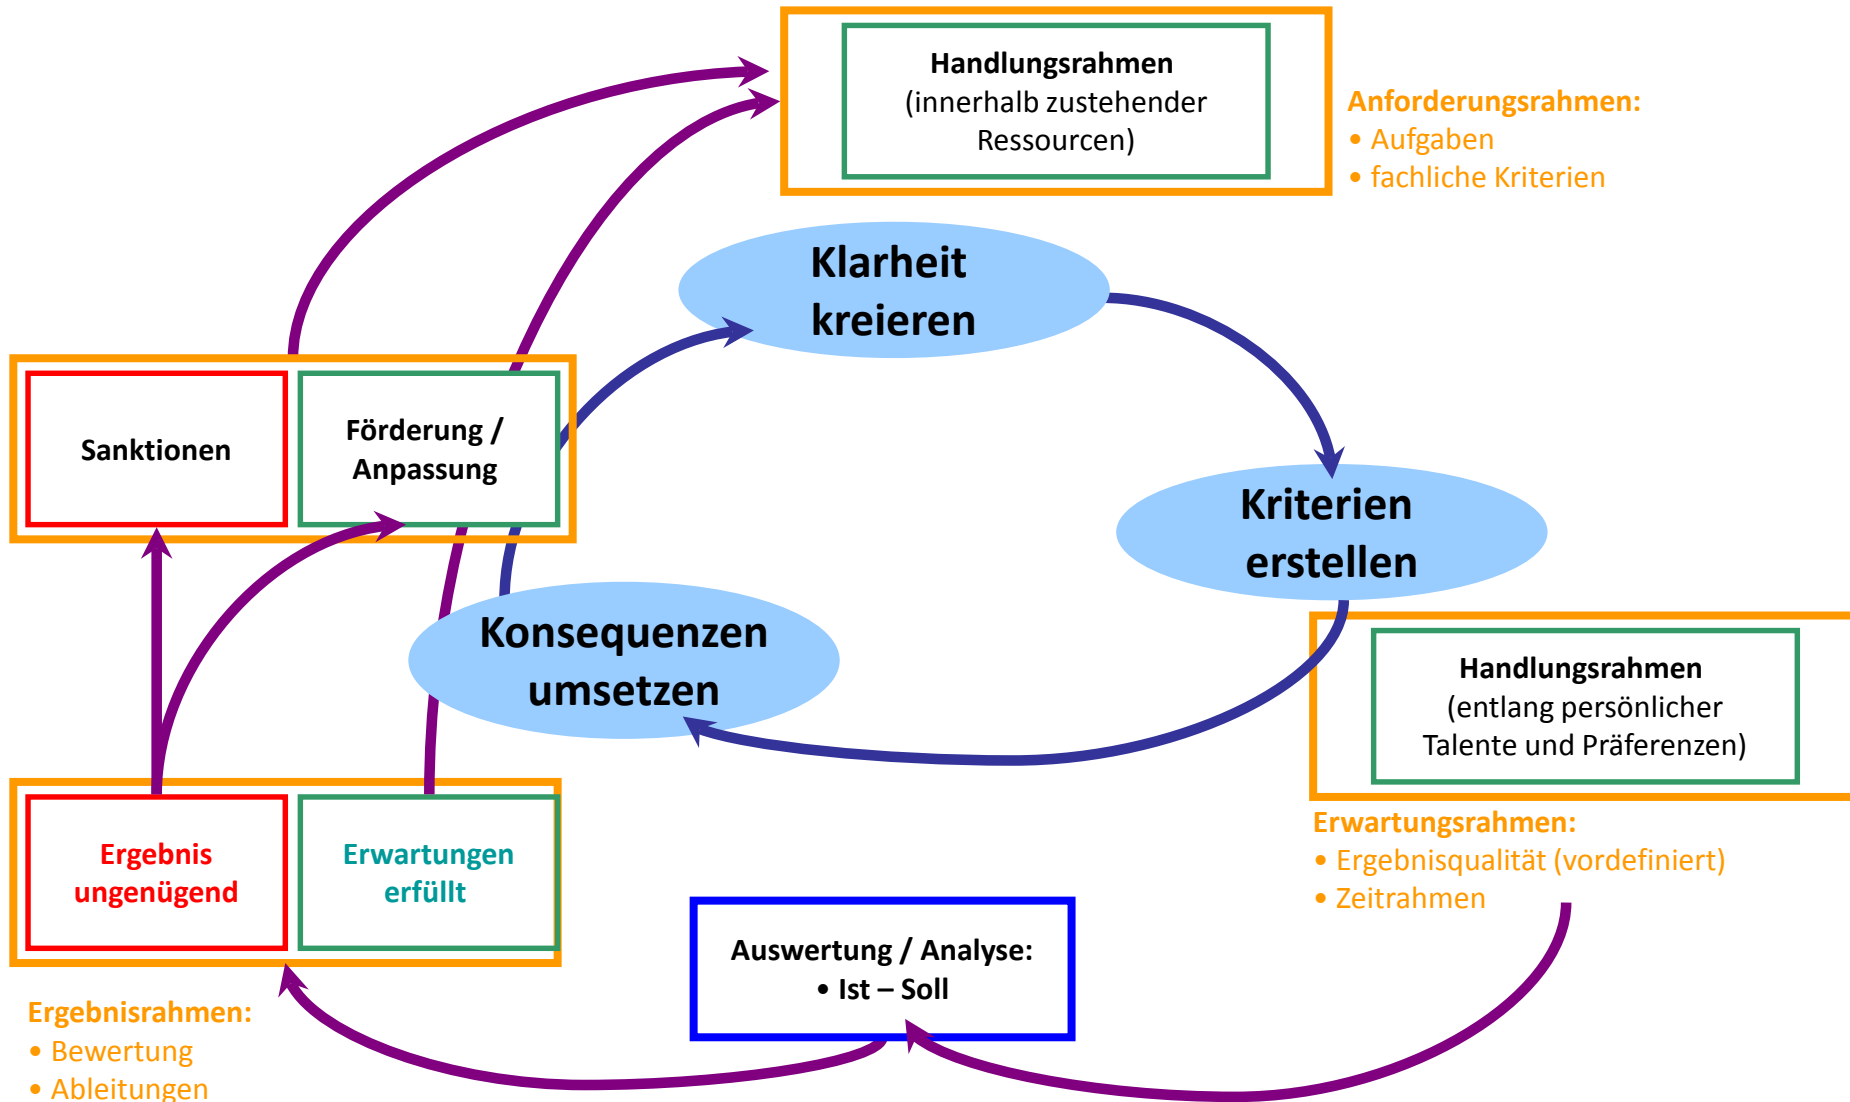 Handlungsrahmen
(innerhalb zustehender
Ressourcen)
Anforderungsrahmen:
• Aufgaben
• fachliche Kriterien
Klarheit
kreieren
Sanktionen
Förderung /
Anpassung
Kriterien
erstellen
Konsequenzen
umsetzen
Handlungsrahmen
(entlang persönlicher
Talente und Präferenzen)
Erwartungsrahmen:
• Ergebnisqualität (vordefiniert)
• Zeitrahmen
Ergebnis
ungenügend
Erwartungen
erfüllt
Auswertung / Analyse:
• Ist – Soll
Ergebnisrahmen:
• Bewertung
• Ableitungen